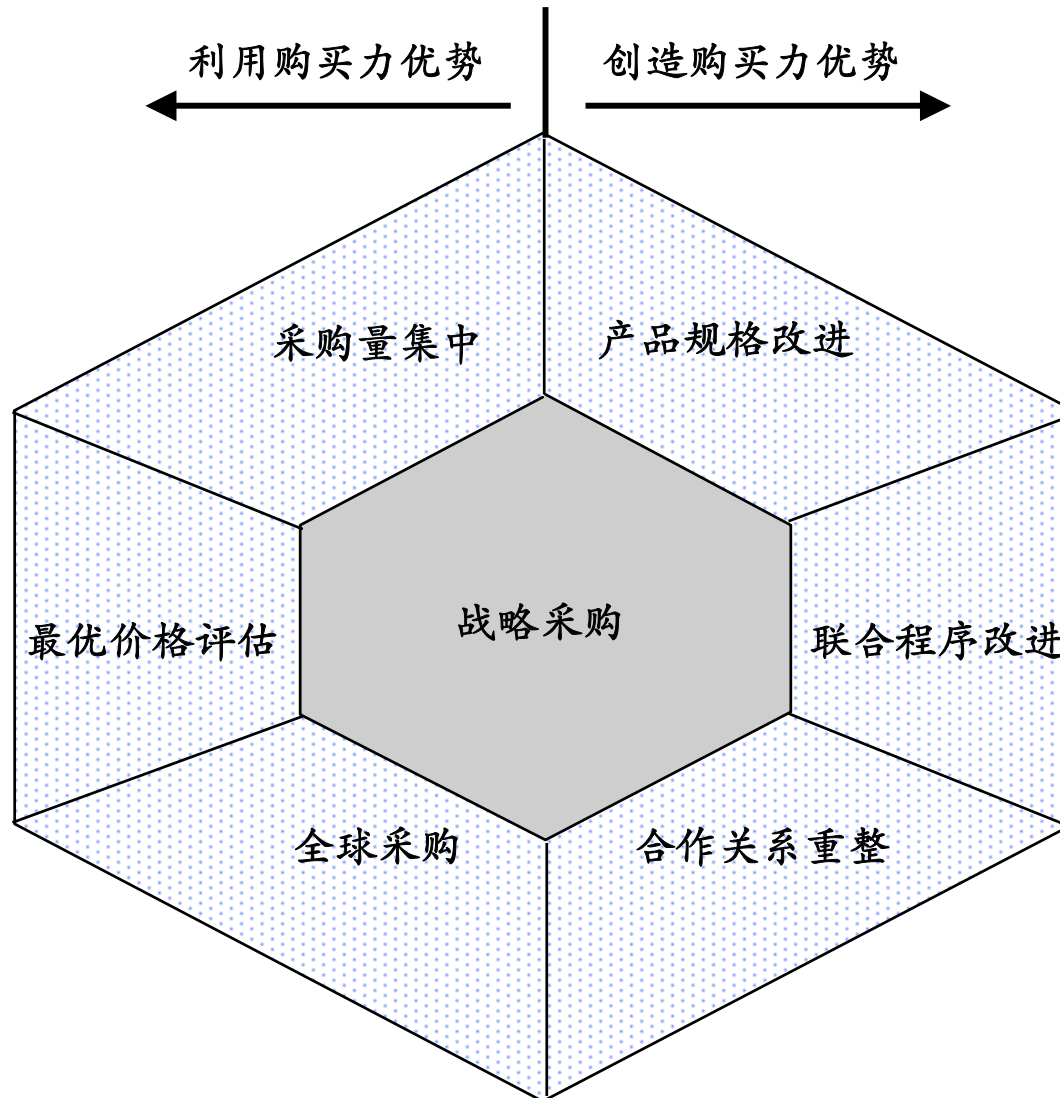 利用购买力优势
创造购买力优势
采购量集中
产品规格改进
战略采购
最优价格评估
联合程序改进
全球采购
合作关系重整